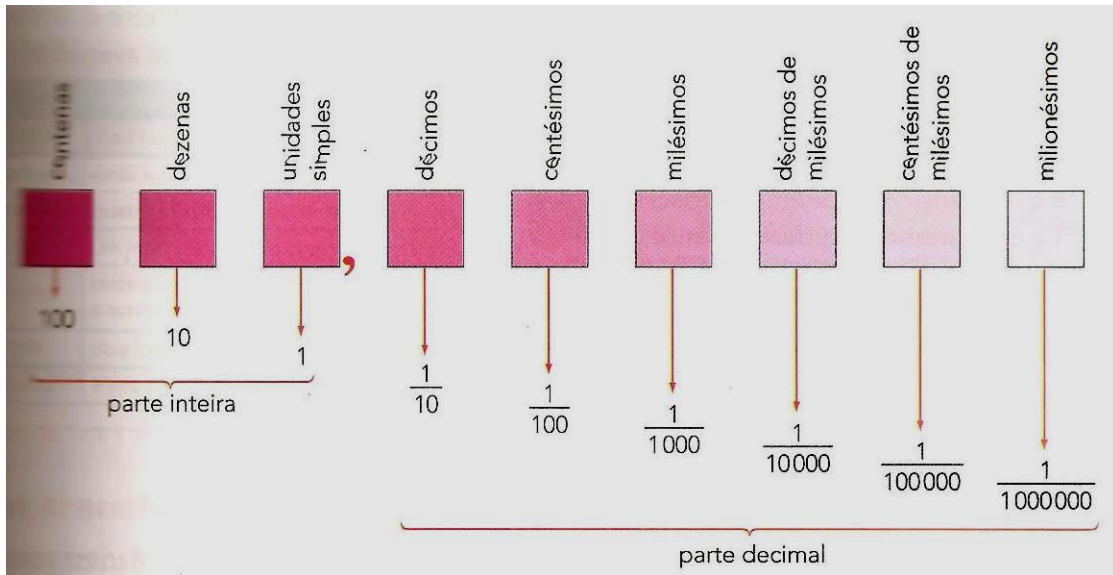 centenas
dezenas
unidades
simples
décimos
centésimos
milésimos
décimos de
milésimos
centésimos de
milésimos
milionésimos
,
100
10
1
1
10
1
100
1
1000
1
10000
1
100000
1
1000000
parte inteira
parte decimal